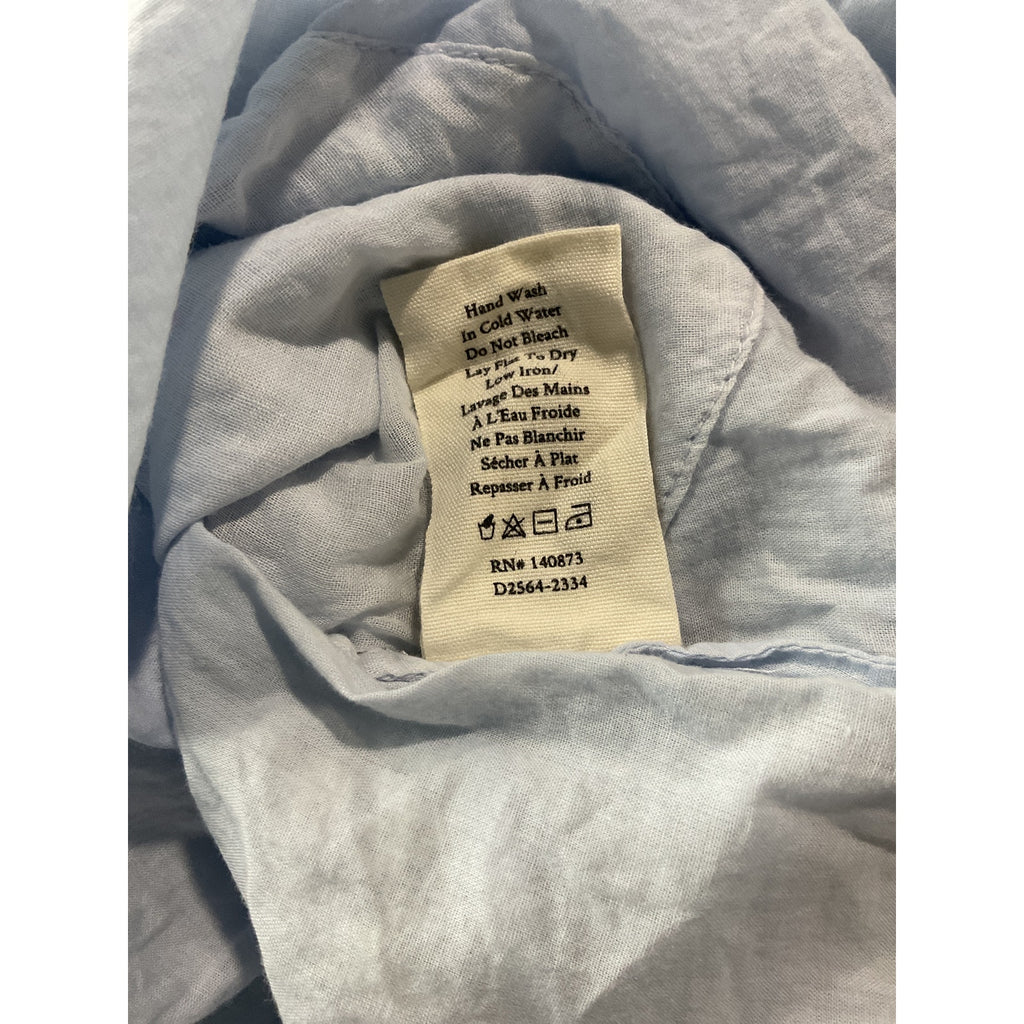 Hand Wash
In Cold Water
Do Not Bleach
Lay Flat To Dry
Low Iron/
Lavage Des Mains
À L'Eau Froide
Ne Pas Blanchir
Sécher À Plat
Repasser À Froid
RN# 140873
D2564-2334